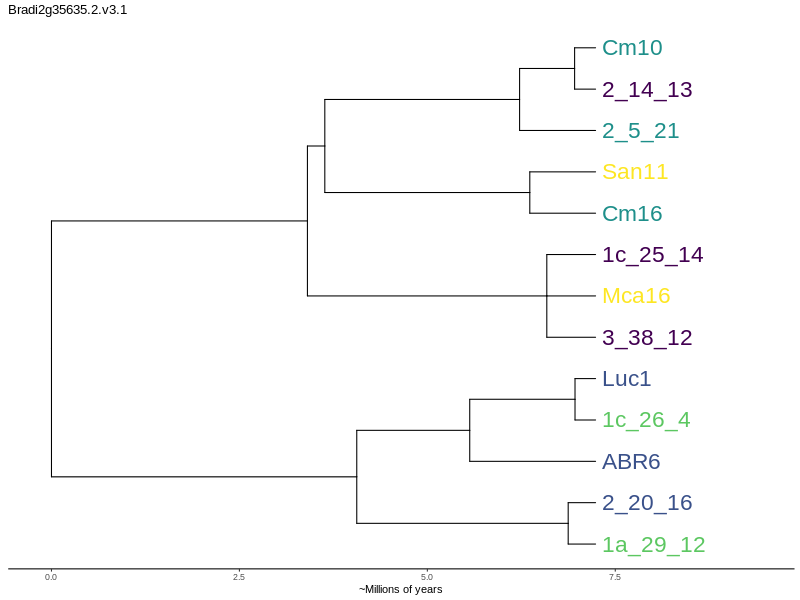 Bradi2g35635.2.v3.1
Cm10
2_14_13
2_5_21
San11
Cm16
1c_25_14
Mca16
3_38_12
Luc1
1c_26_4
ABR6
2_20_16
1a_29_12
0.0 2.5 5.0 7.5
~Millions of years